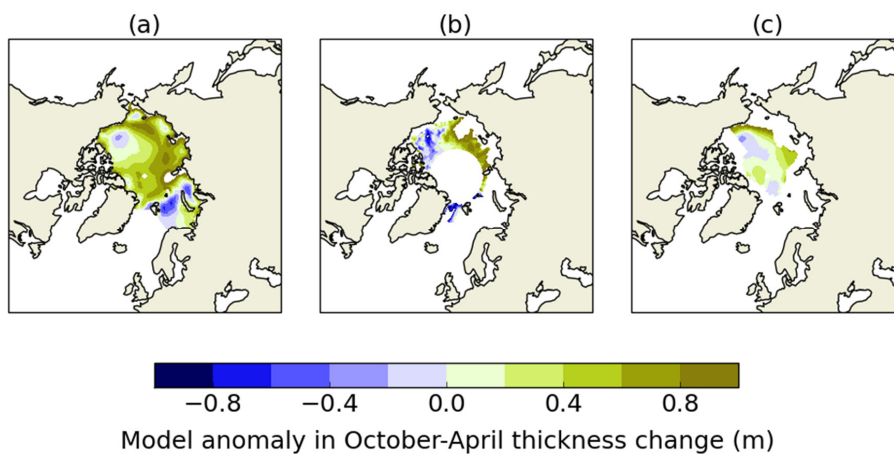 (a) (b) (c)
−0.8 −0.4 0.0 0.4 0.8
Model anomaly in October-April thickness change (m)